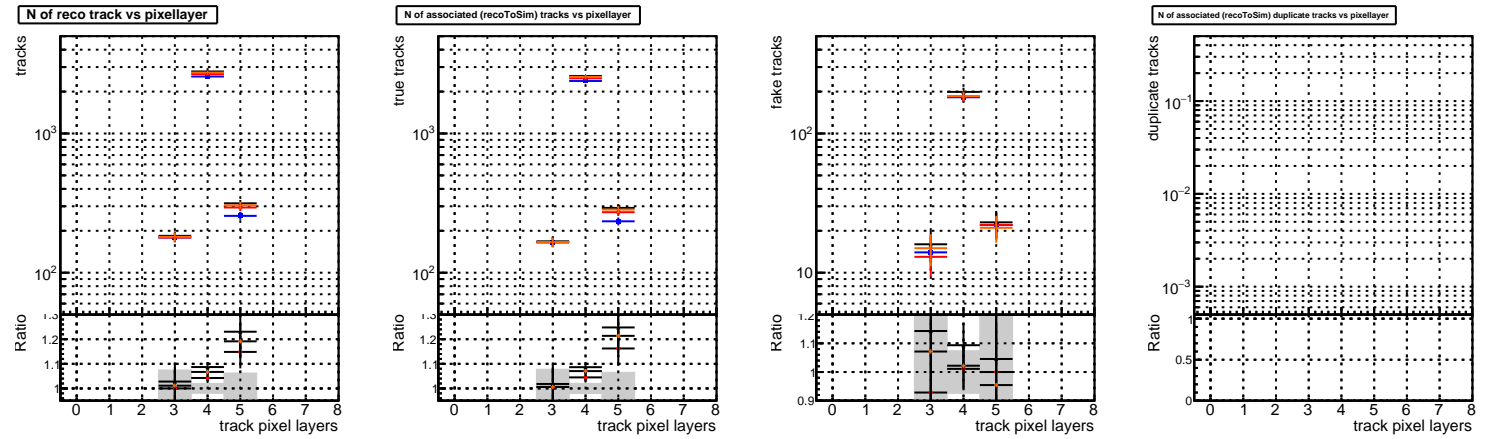 N of reco track vs pixellayer
tracks
10³
10²
Ratio
1.3
1.2
1.1
1
0 1 2 3 4 5 6 7 8
track pixel layers
N of associated (recoToSim) tracks vs pixellayer
true tracks
10³
10²
Ratio
1.3
1.2
1.1
1
0 1 2 3 4 5 6 7 8
track pixel layers
fake tracks
10²
10
Ratio
1.2
1.1
1
0.9
0 1 2 3 4 5 6 7 8
track pixel layers
N of associated (recoToSim) duplicate tracks vs pixellayer
duplicate tracks
10⁻¹
10⁻²
10⁻³
Ratio
1
0.5
0
0 1 2 3 4 5 6 7 8
track pixel layers